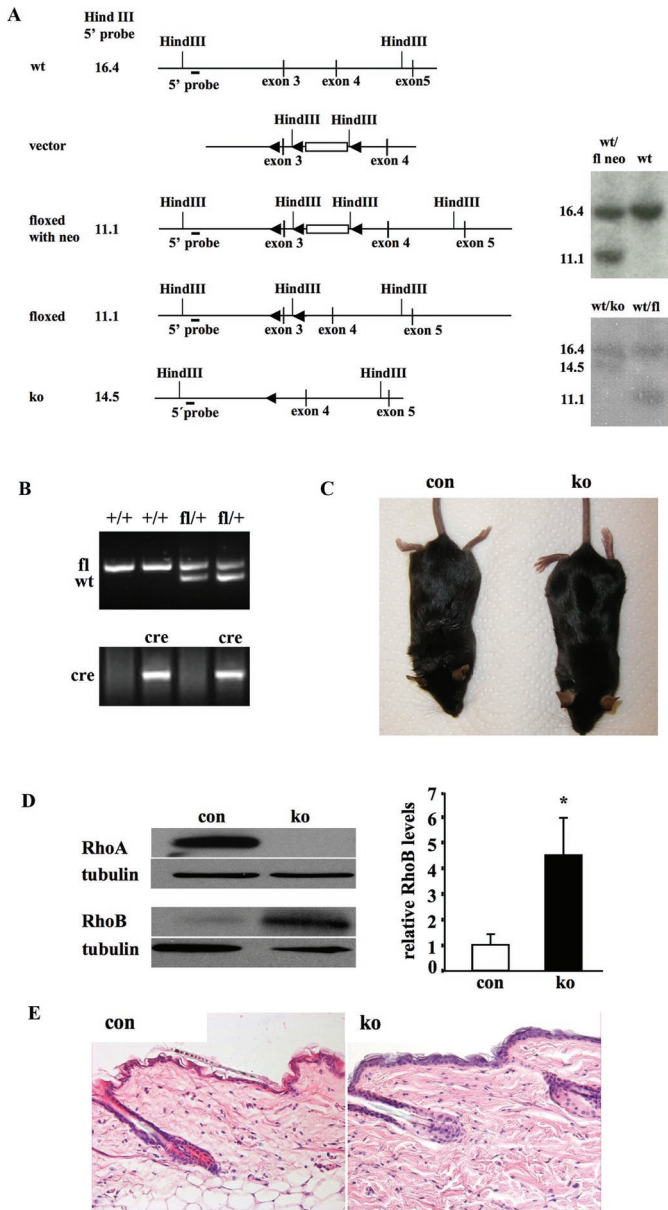 A
Hind III
5' probe
wt 16.4
HindIII HindIII
5' probe exon 3 exon 4 exon5
vector
HindIII HindIII
exon 3 exon 4
floxed
with neo
11.1
HindIII HindIII HindIII HindIII
5' probe exon 3 exon 4 exon 5
floxed 11.1
HindIII HindIII HindIII
5' probe exon 3 exon 4 exon 5
ko 14.5
HindIII HindIII
5´probe exon 4 exon 5
wt/
fl neo wt
16.4
11.1
wt/ko wt/fl
16.4
14.5
11.1
B
+/+ +/+ fl/+ fl/+
fl
wt
cre cre
cre
C
con ko
D
con ko
RhoA
tubulin
RhoB
tubulin
relative RhoB levels
7
6
5
4
3
2
1
0
*
con ko
E
con ko